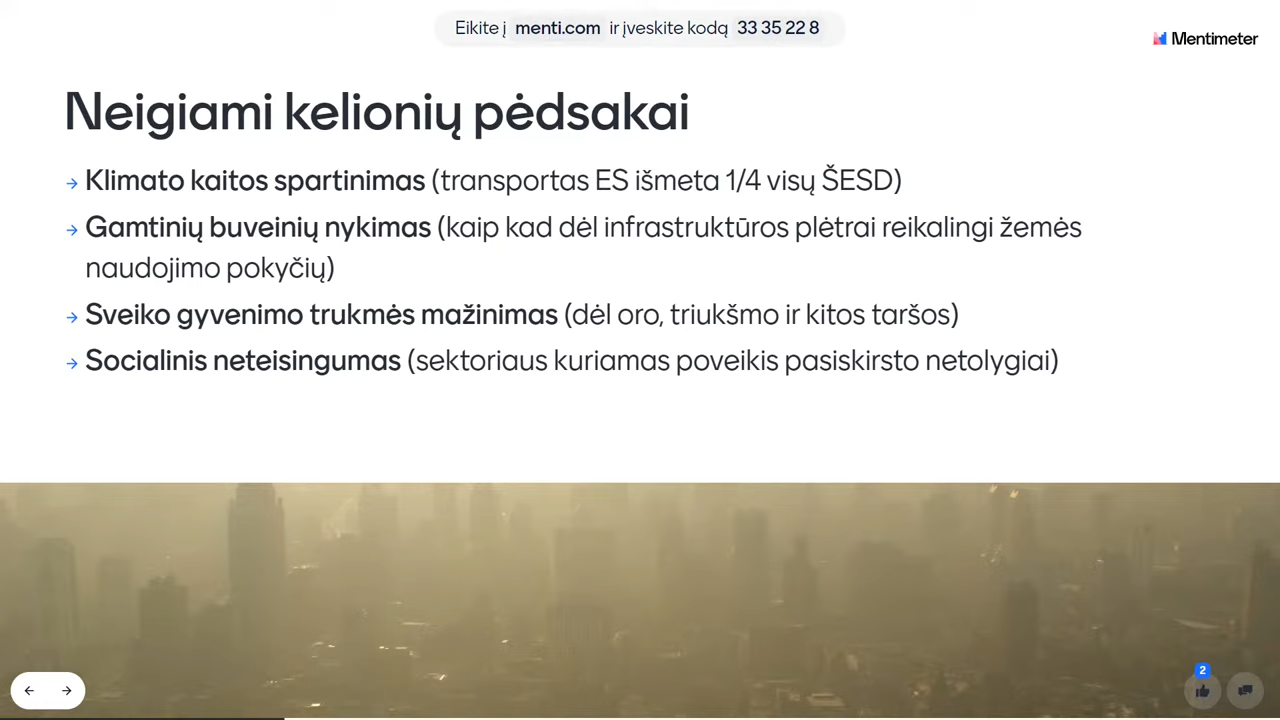 Eikite į menti.com ir įveskite kodą 33 35 22 8
Mentimeter
Neigiami kelionių pėdsakai
→ Klimato kaitos spartinimas (transportas ES išmeta 1/4 visų ŠESD)
→ Gamtinių buveinių nykimas (kaip kad dėl infrastruktūros plėtrai reikalingi žemės
naudojimo pokyčių)
→ Sveiko gyvenimo trukmės mažinimas (dėl oro, triukšmo ir kitos taršos)
→ Socialinis neteisingumas (sektoriaus kuriamas poveikis pasiskirsto netolygiai)
2